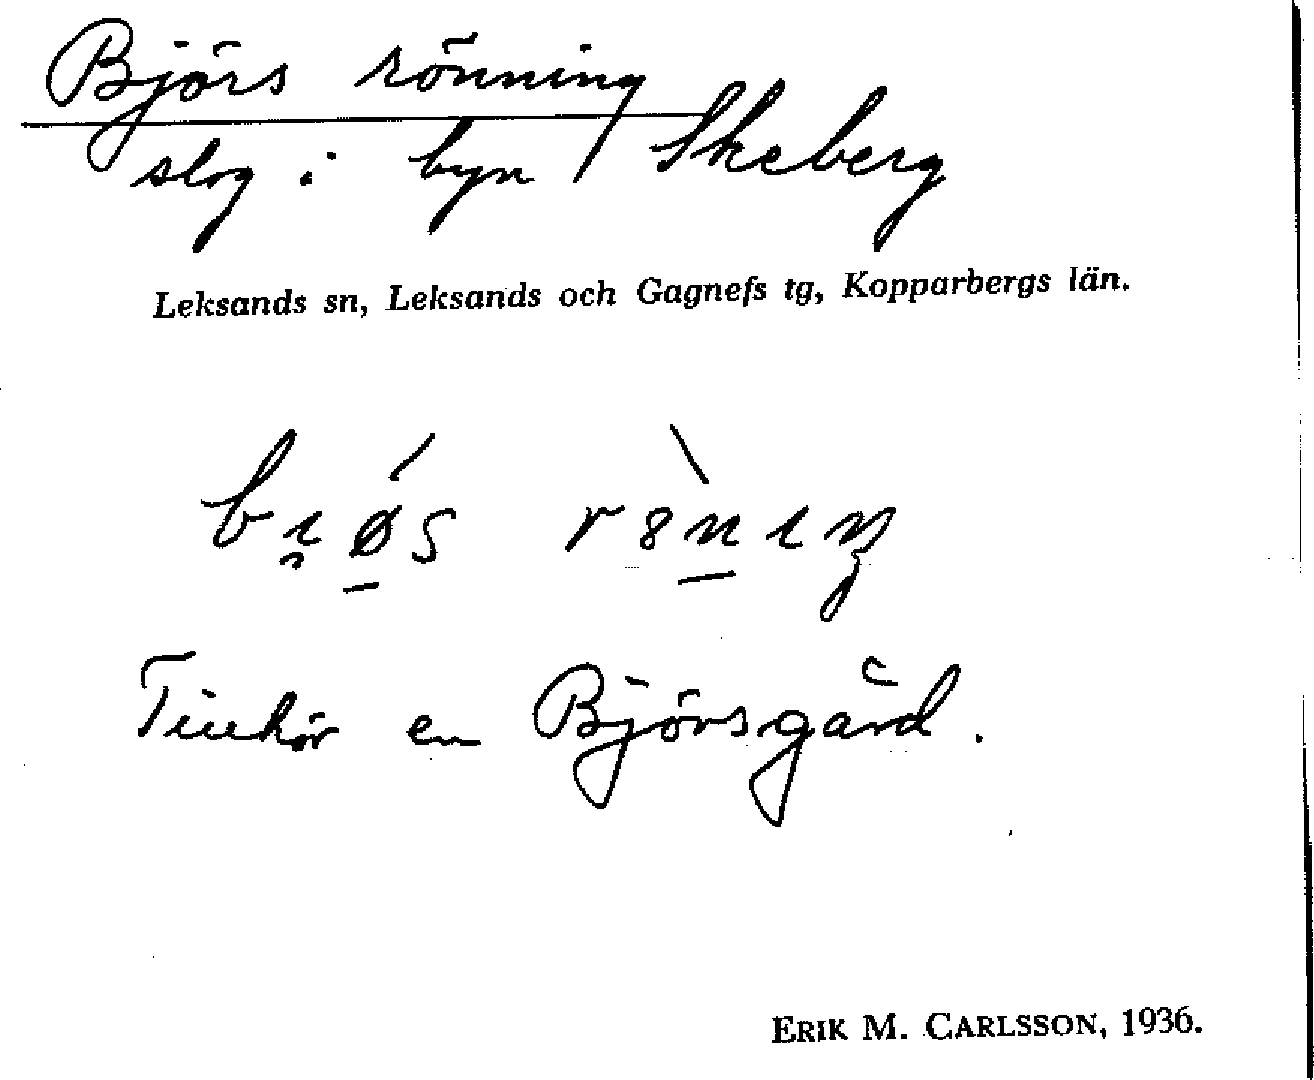 Björs rönning
slog i byn Skeberg
Leksands sn, Leksands och Gagnefs tg, Kopparbergs län.
Tillhör en Björsgård.
ERIK M. CARLSSON, 1936.